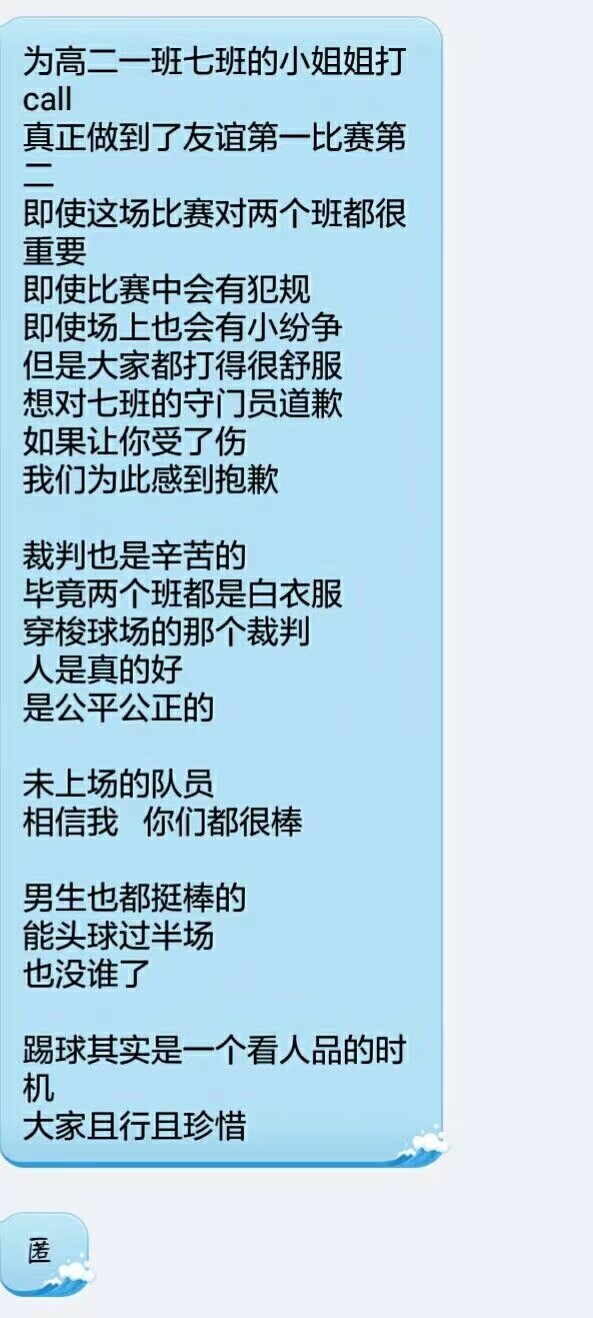 为高二一班七班的小姐姐打
call
真正做到了友谊第一比赛第
二
即使这场比赛对两个班都很
重要
即使比赛中会有犯规
即使场上也会有小纷争
但是大家都打得很舒服
想对七班的守门员道歉
如果让你受了伤
我们为此感到抱歉
裁判也是辛苦的
毕竟两个班都是白衣服
穿梭球场的那个裁判
人是真的好
是公平公正的
未上场的队员
相信我 你们都很棒
男生也都挺棒的
能头球过半场
也没谁了
踢球其实是一个看人品的时
机
大家且行且珍惜
匿